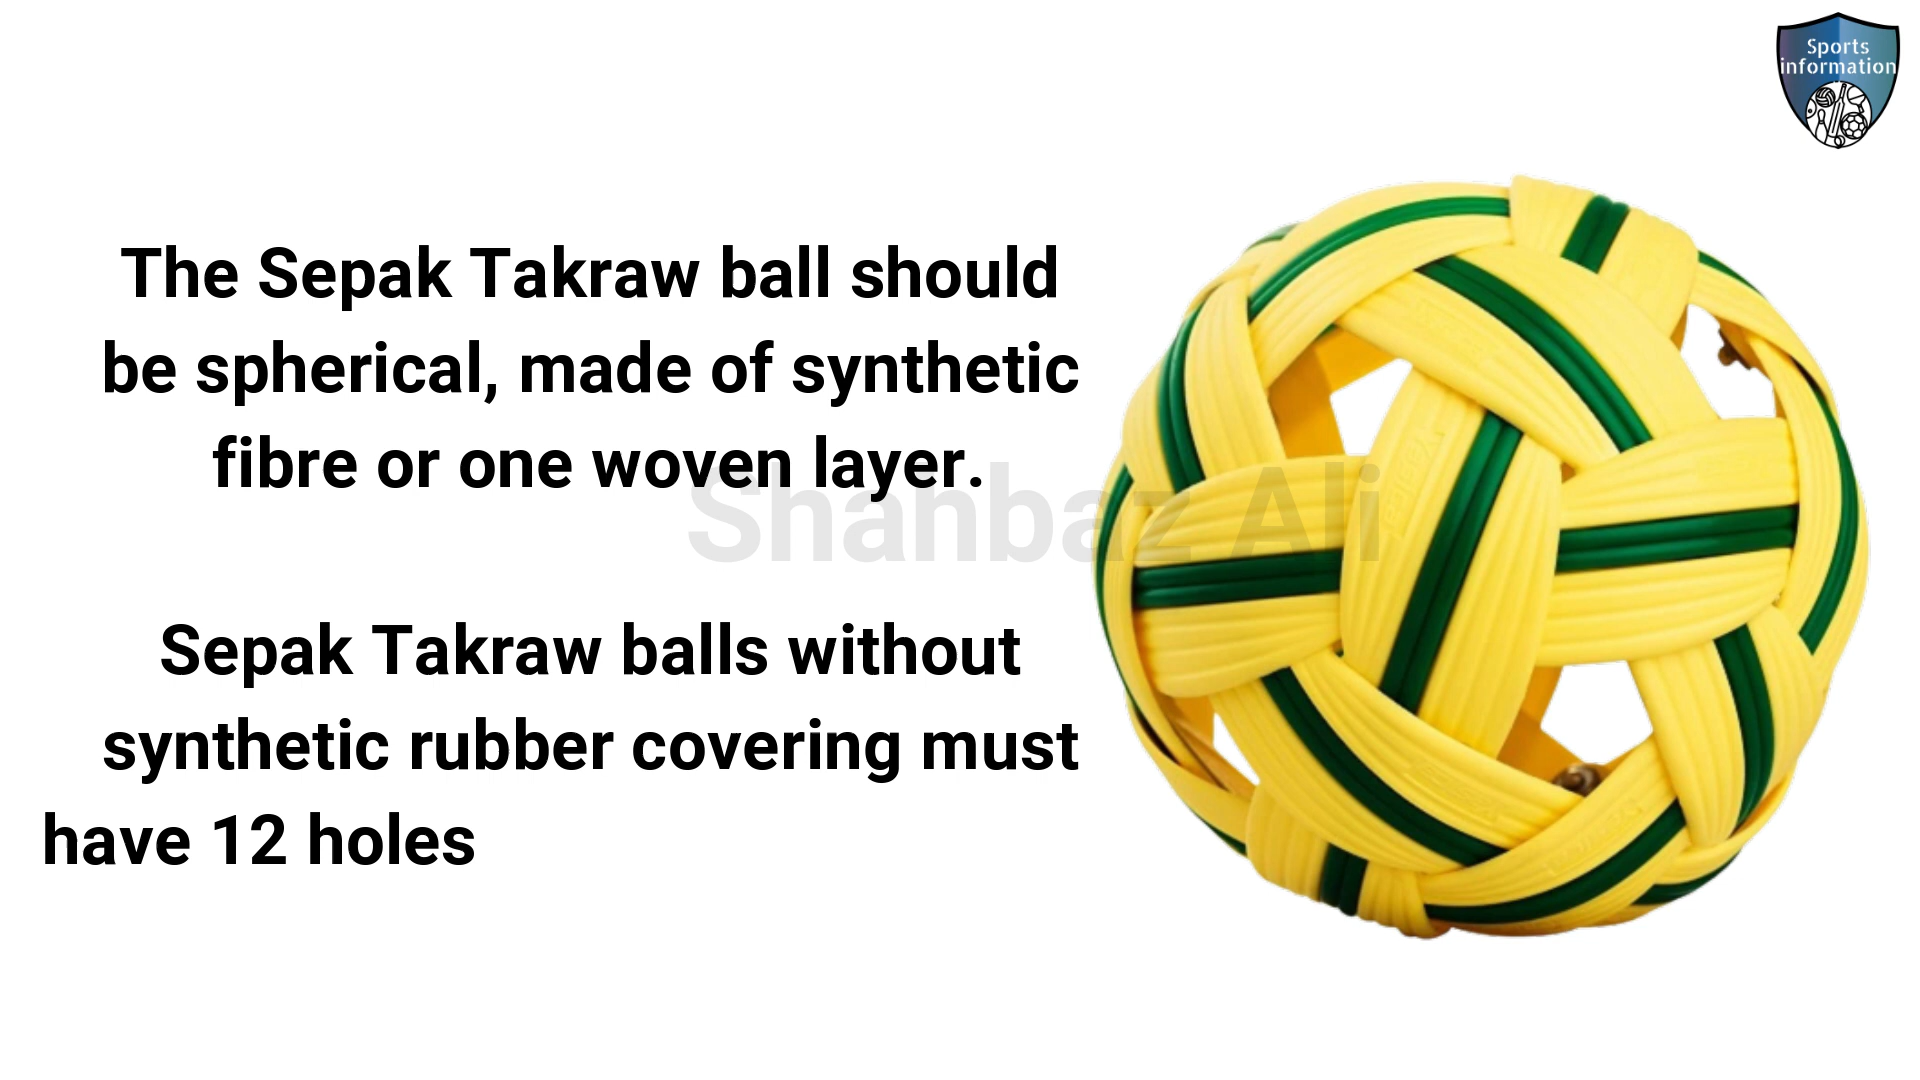 Sports
information
The Sepak Takraw ball should
be spherical, made of synthetic
fibre or one woven layer.
Shahbaz Ali
Sepak Takraw balls without
synthetic rubber covering must
have 12 holes